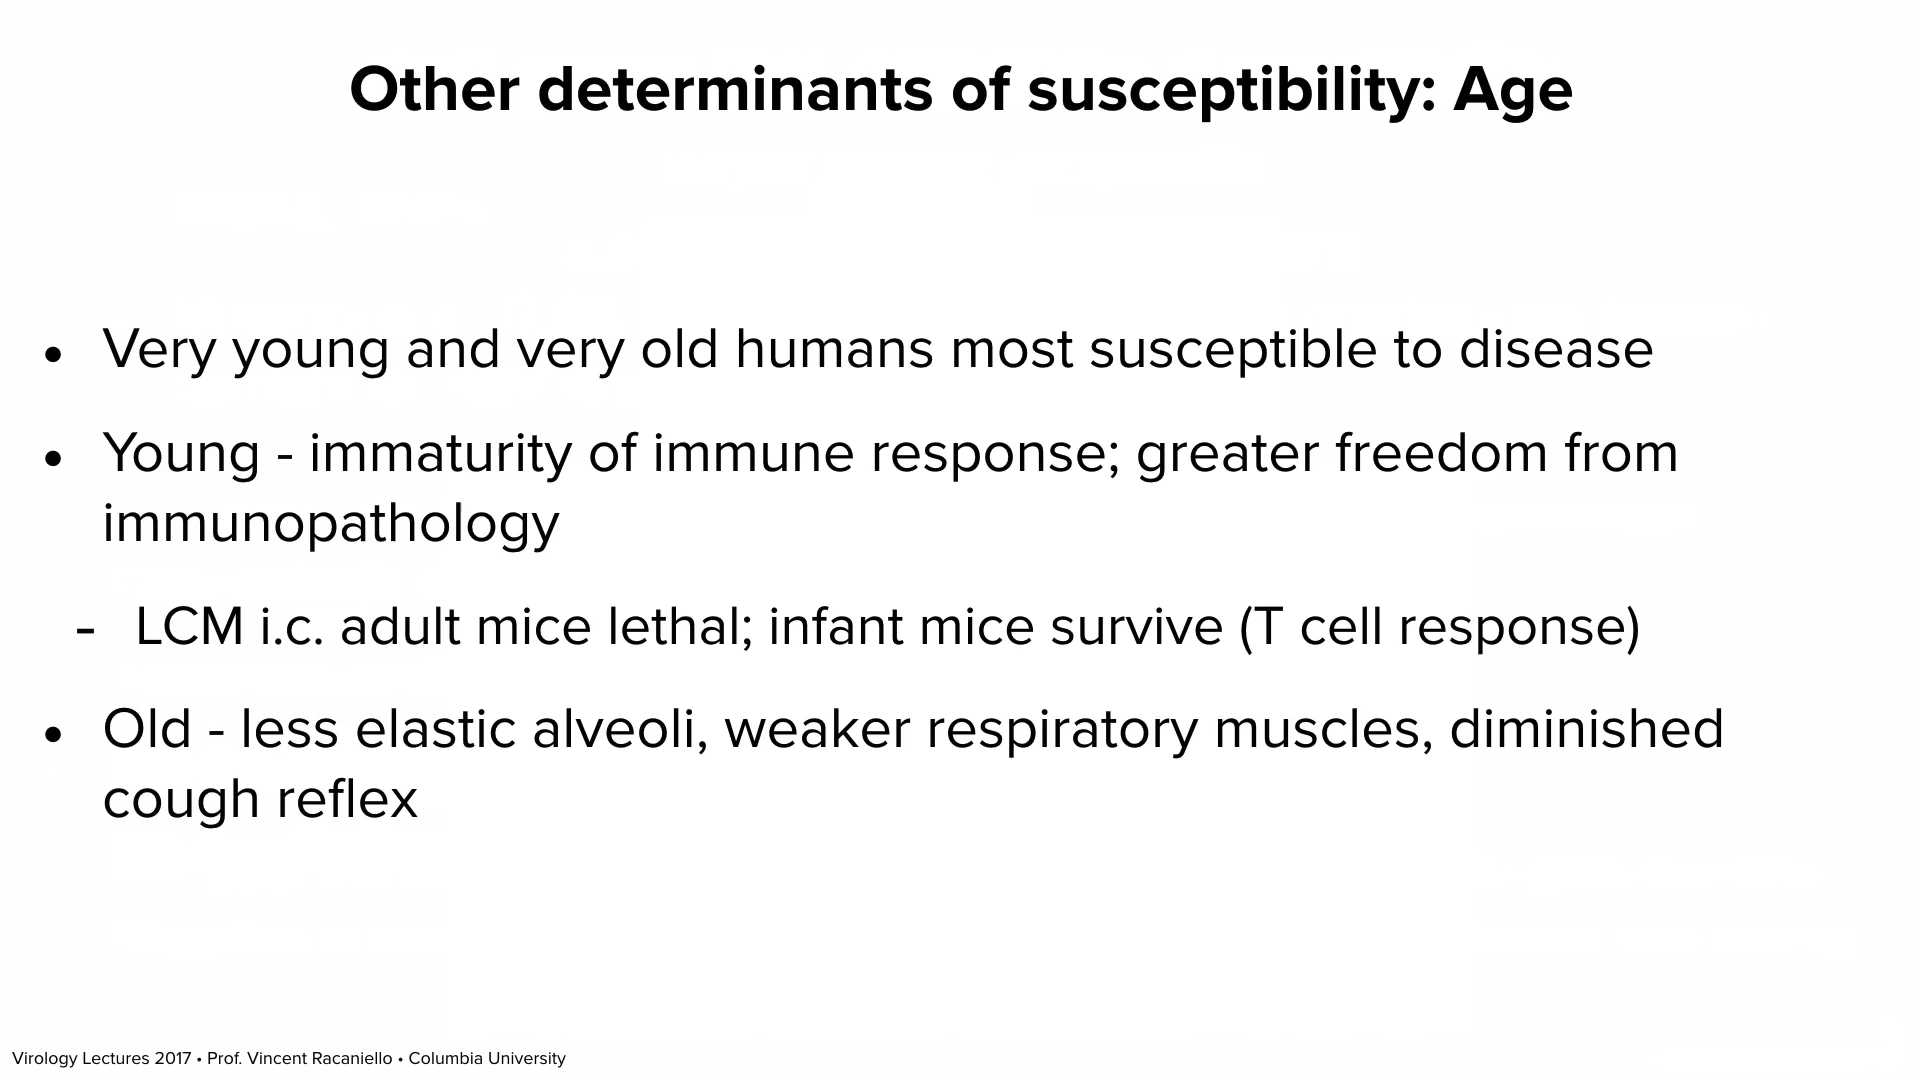 Other determinants of susceptibility: Age
• Very young and very old humans most susceptible to disease
• Young - immaturity of immune response; greater freedom from
immunopathology
- LCM i.c. adult mice lethal; infant mice survive (T cell response)
• Old - less elastic alveoli, weaker respiratory muscles, diminished
cough reflex
Virology Lectures 2017 • Prof. Vincent Racaniello • Columbia University